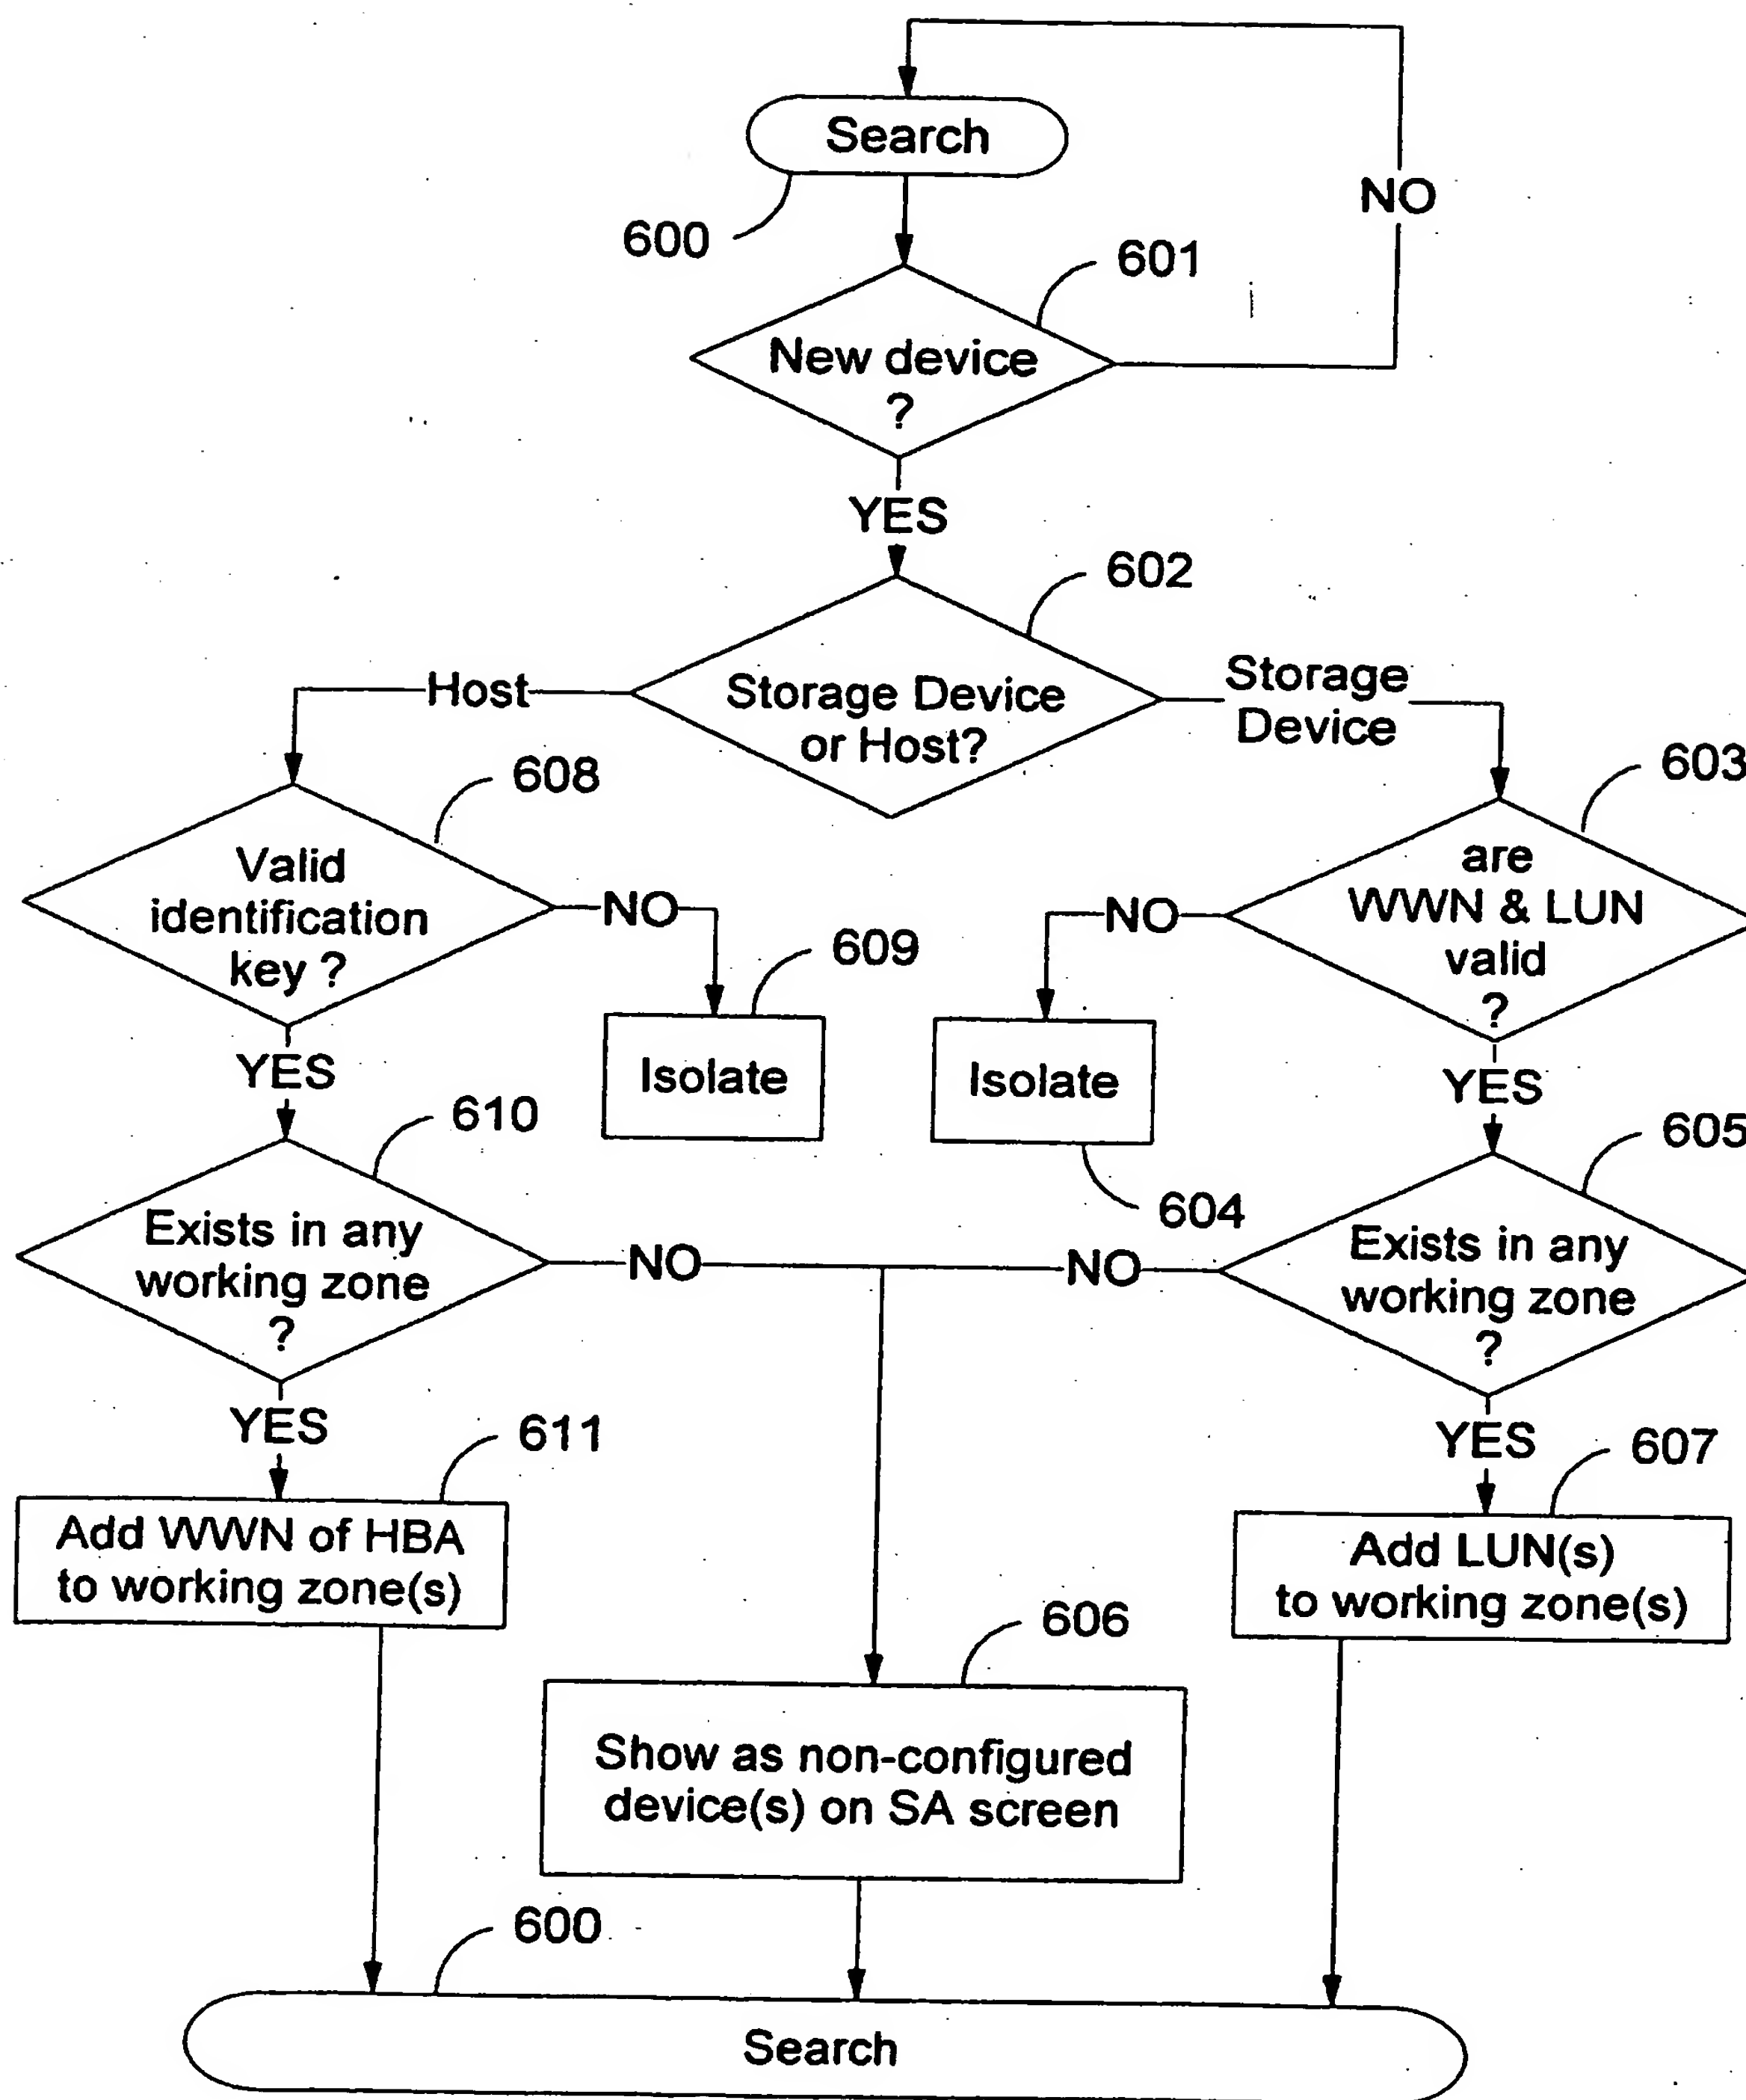 Search
NO
600
601
New device
?
YES
602
Host
Storage Device
or Host?
Storage
Device
608
603
Valid
identification
key ?
NO
609
NO
are
WWN & LUN
valid
?
Isolate
Isolate
YES
YES
610
604
605
Exists in any
working zone
?
NO
NO
Exists in any
working zone
?
YES
611
YES
607
Add WWN of HBA
to working zone(s)
Add LUN(s)
to working zone(s)
606
Show as non-configured
device(s) on SA screen
600
Search